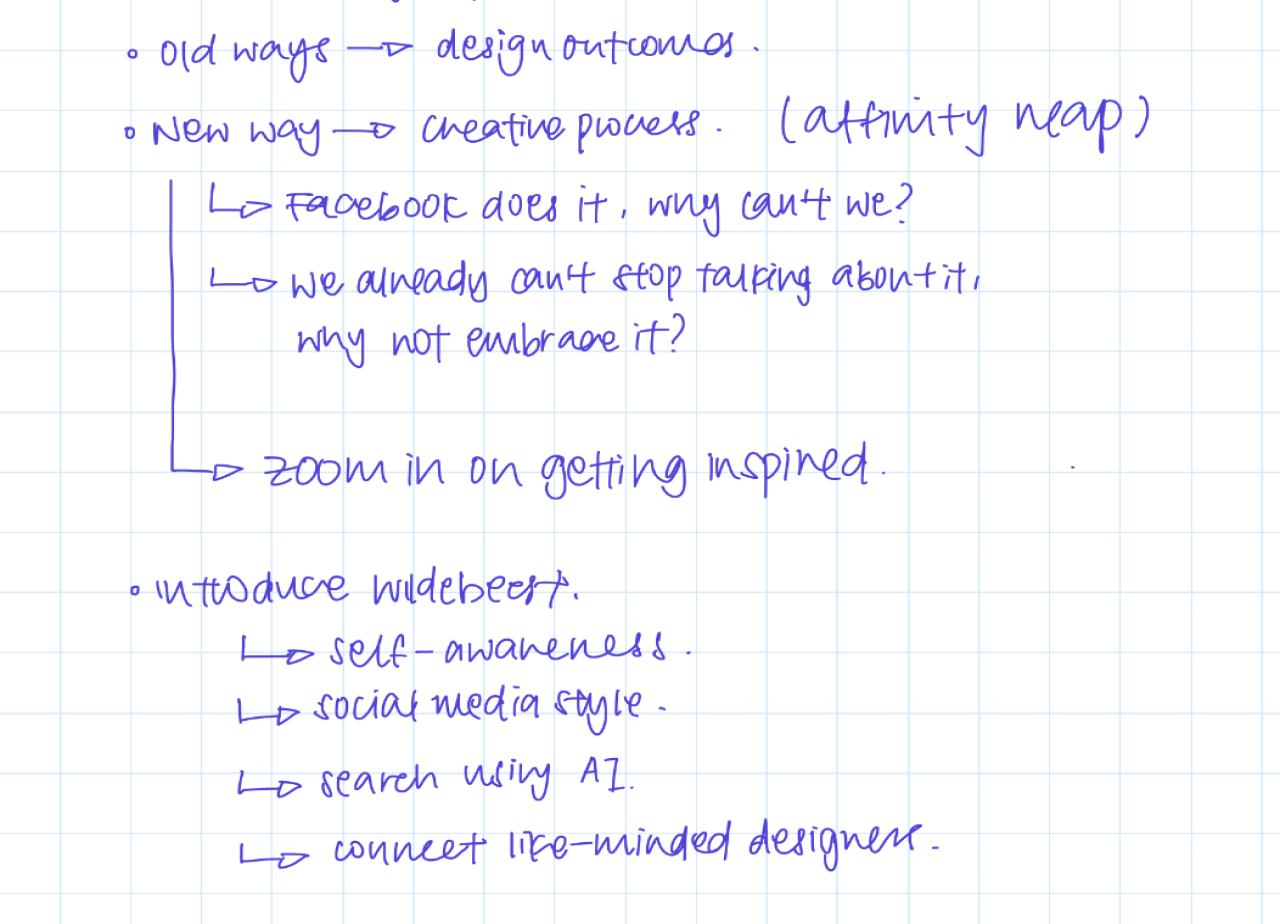 • old ways → design outcomes.
• New way → creative process. (affinity map)
↳ Facebook does it, why can't we?
↳ we already can't stop talking about it,
why not embrace it?
↳ zoom in on getting inspired.
• introduce wildebeest.
↳ self-awareness.
↳ social media style.
↳ search using AI.
↳ connect like-minded designers.